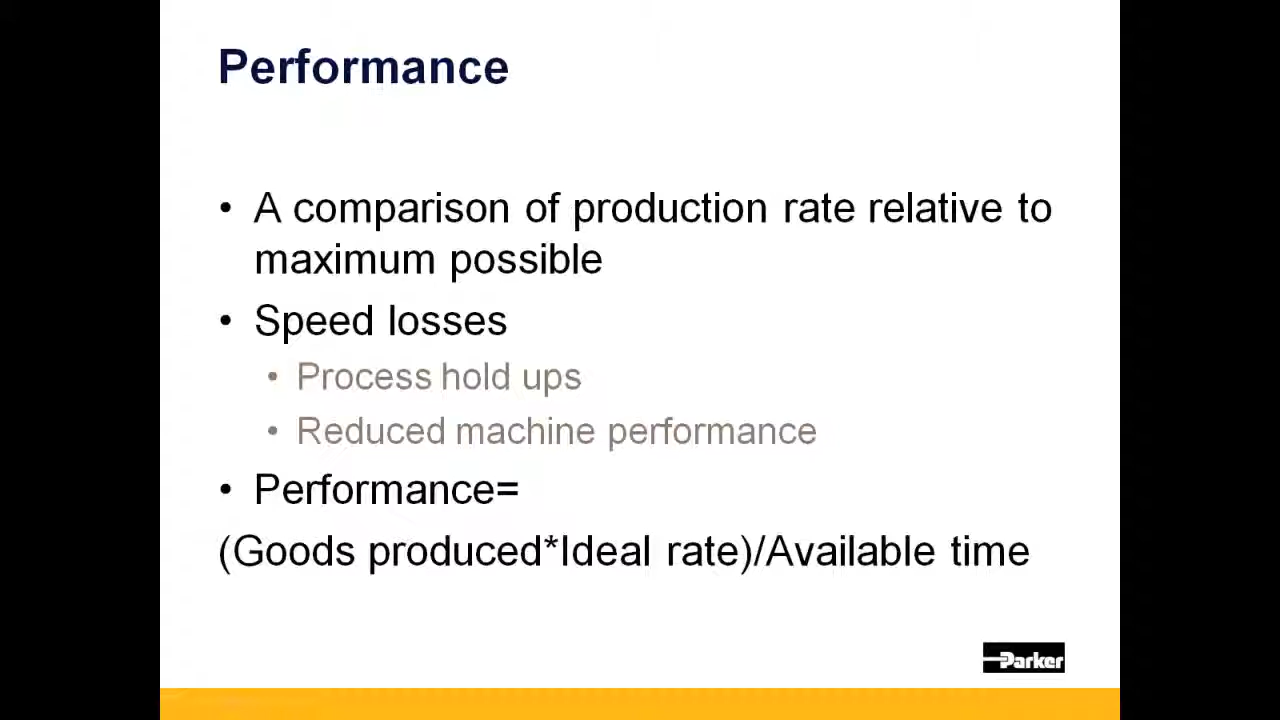 Performance
• A comparison of production rate relative to
maximum possible
• Speed losses
• Process hold ups
• Reduced machine performance
• Performance=
(Goods produced*Ideal rate)/Available time
Parker